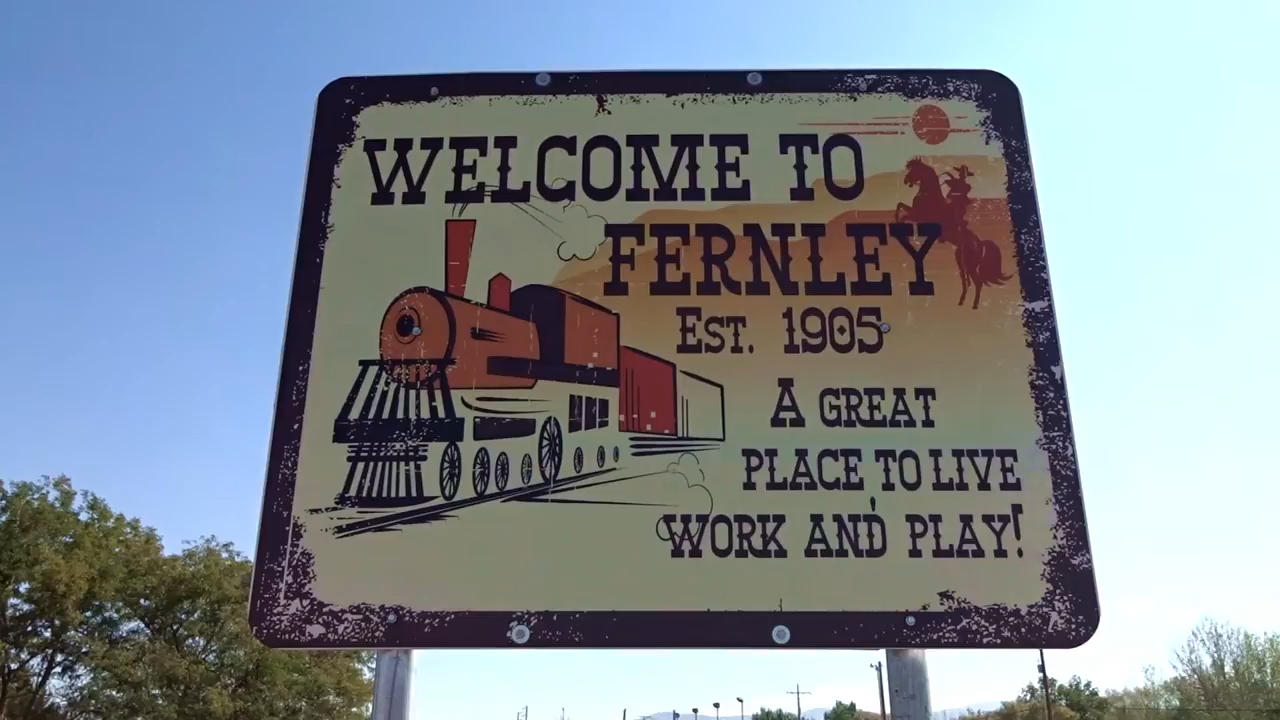 WELCOME TO
FERNLEY
EST. 1905
A GREAT
PLACE TO LIVE
WORK AND PLAY!